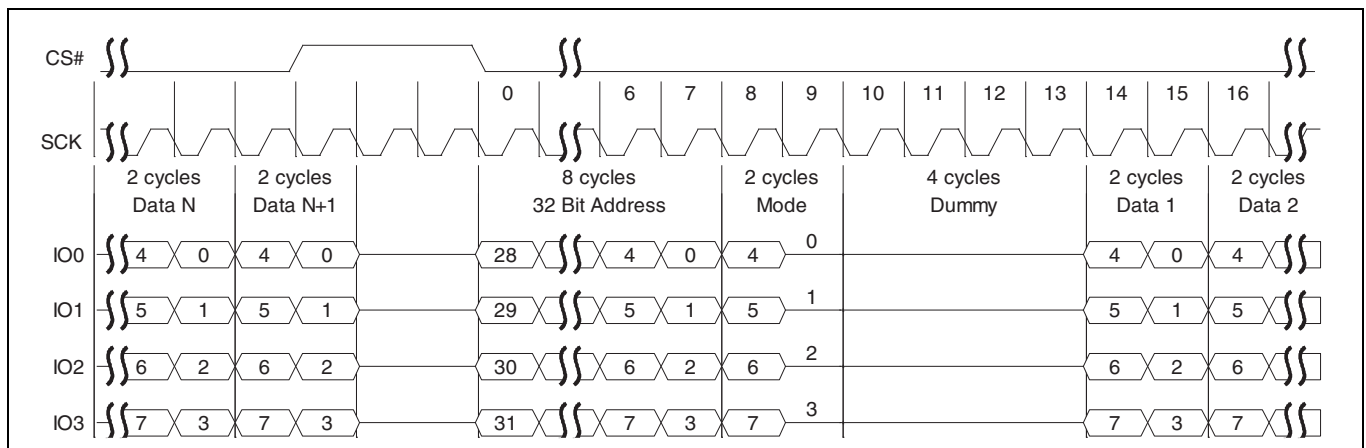 CS#
0 6 7 8 9 10 11 12 13 14 15 16
SCK
2 cycles 2 cycles 8 cycles 2 cycles 4 cycles 2 cycles 2 cycles
Data N Data N+1 32 Bit Address Mode Dummy Data 1 Data 2
IO0 4 0 4 0 28 4 0 4 0 4 0 4
IO1 5 1 5 1 29 5 1 5 1 5 1 5
IO2 6 2 6 2 30 6 2 6 2 6 2 6
IO3 7 3 7 3 31 7 3 7 3 7 3 7